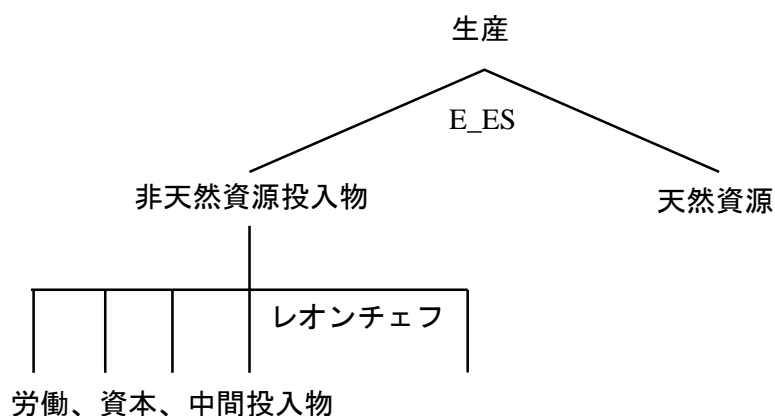 生産
E_ES
非天然資源投入物
天然資源
レオンチェフ
労働、資本、中間投入物